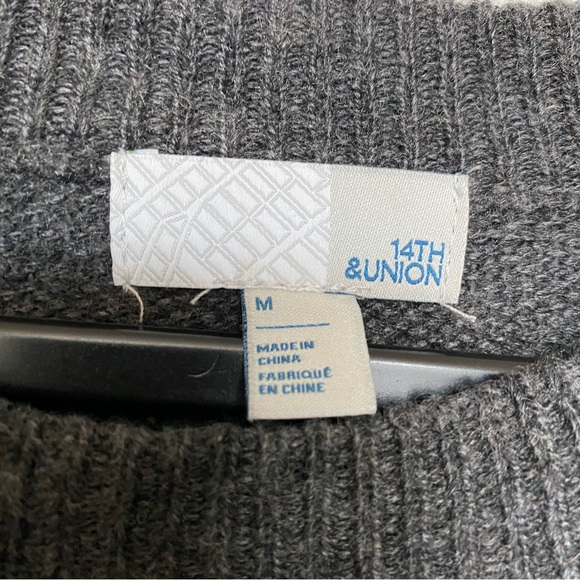 14TH
&UNION
M
MADE IN
CHINA
FABRIQUÉ
EN CHINE